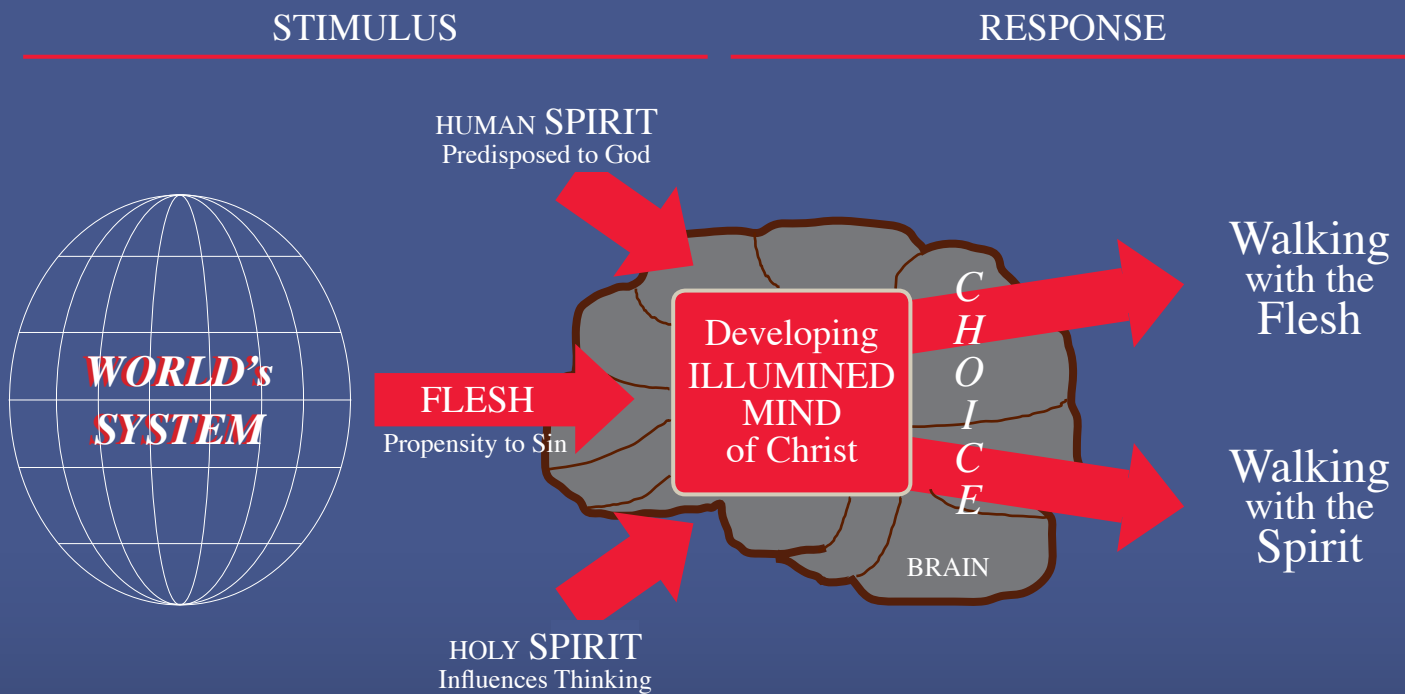 STIMULUS
RESPONSE
HUMAN SPIRIT
Predisposed to God
WORLD's
SYSTEM
FLESH
Propensity to Sin
HOLY SPIRIT
Influences Thinking
Developing
ILLUMINED
MIND
of Christ
C
H
O
I
C
E
BRAIN
Walking
with the
Flesh
Walking
with the
Spirit